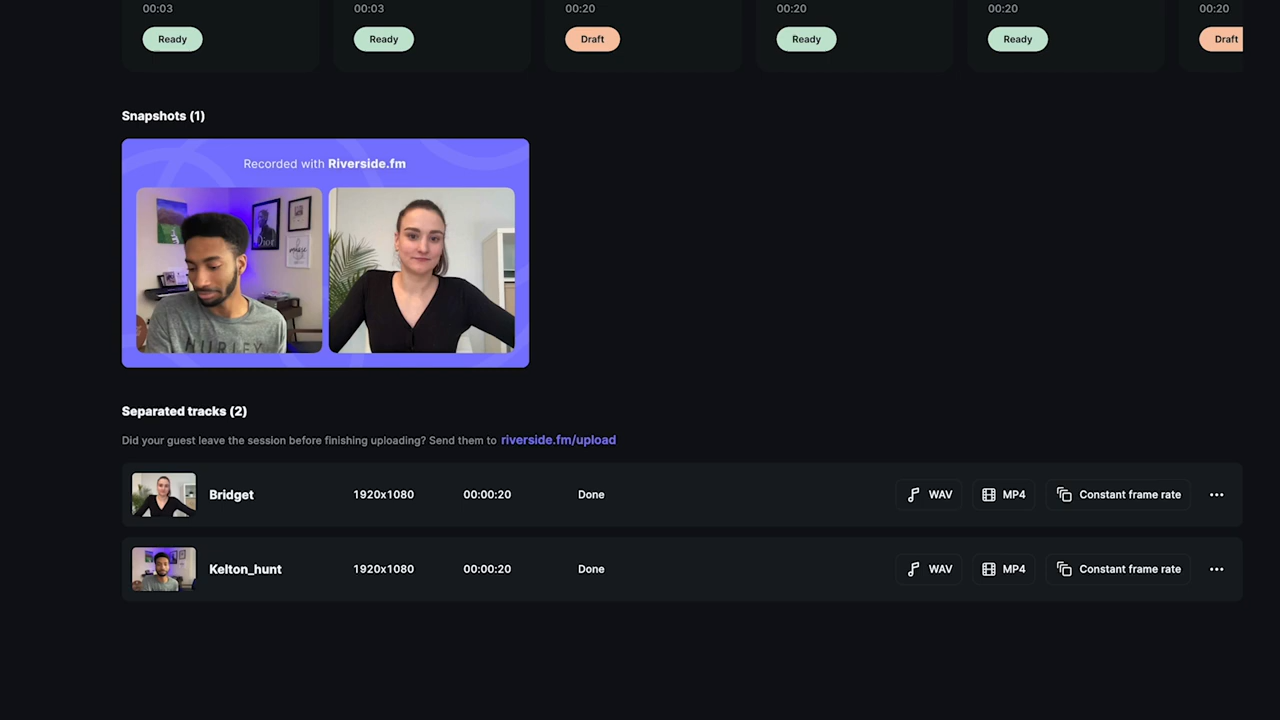 00:03 00:03 00:20 00:20 00:20 00:20
Ready Ready Draft Ready Ready Draft
Snapshots (1)
Recorded with Riverside.fm
Dior
HURLEY
Separated tracks (2)
Did your guest leave the session before finishing uploading? Send them to riverside.fm/upload
Bridget 1920x1080 00:00:20 Done WAV MP4 Constant frame rate
Kelton_hunt 1920x1080 00:00:20 Done WAV MP4 Constant frame rate